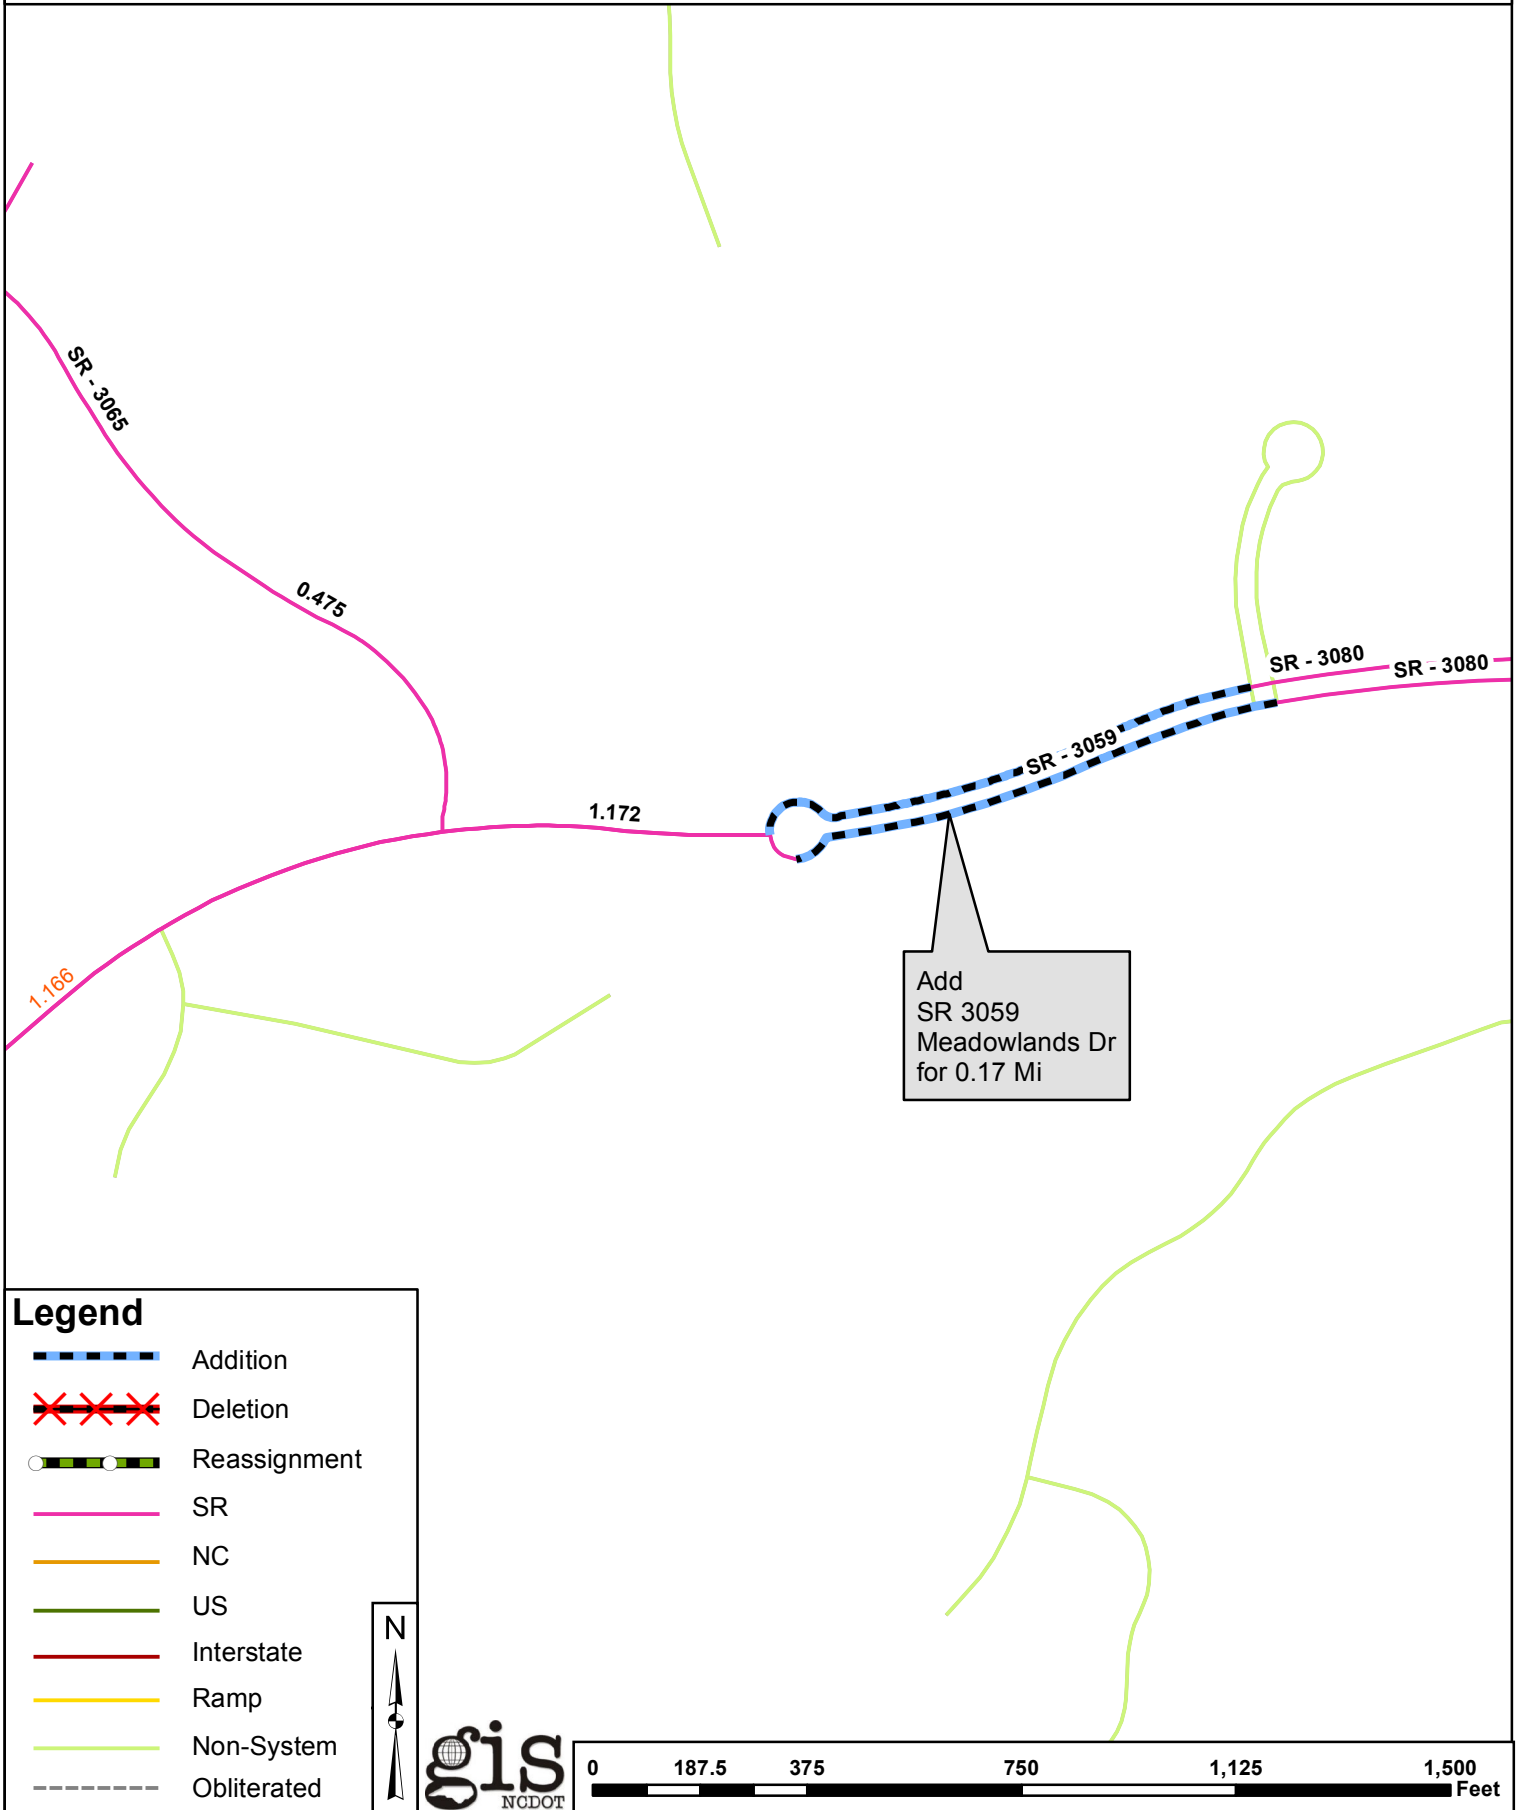 SR - 3065
0.475
SR - 3080
SR - 3080
SR - 3059
1.172
1.166
Add
SR 3059
Meadowlands Dr
for 0.17 Mi
Legend
Addition
Deletion
Reassignment
SR
NC
US
Interstate
Ramp
Non-System
Obliterated
N
gis
NCDOT
0 187.5 375 750 1,125 1,500
Feet